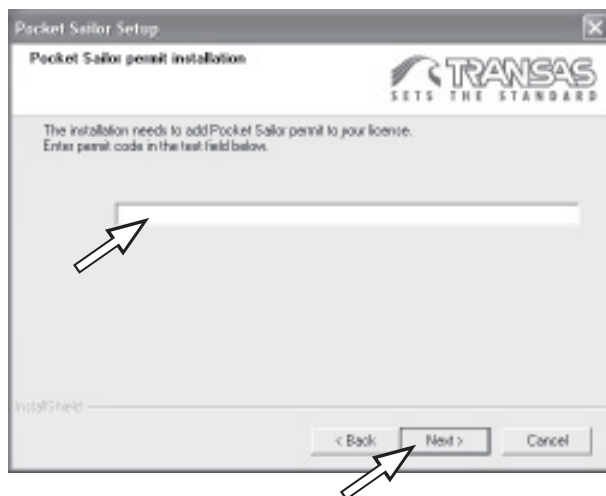 Pocket Sailor Setup
Pocket Sailor permit installation
TRANSAS
SETS THE STANDARD
The installation needs to add Pocket Sailor permit to your license.
Enter permit code in the text field below.
InstallShield
< Back
Next >
Cancel